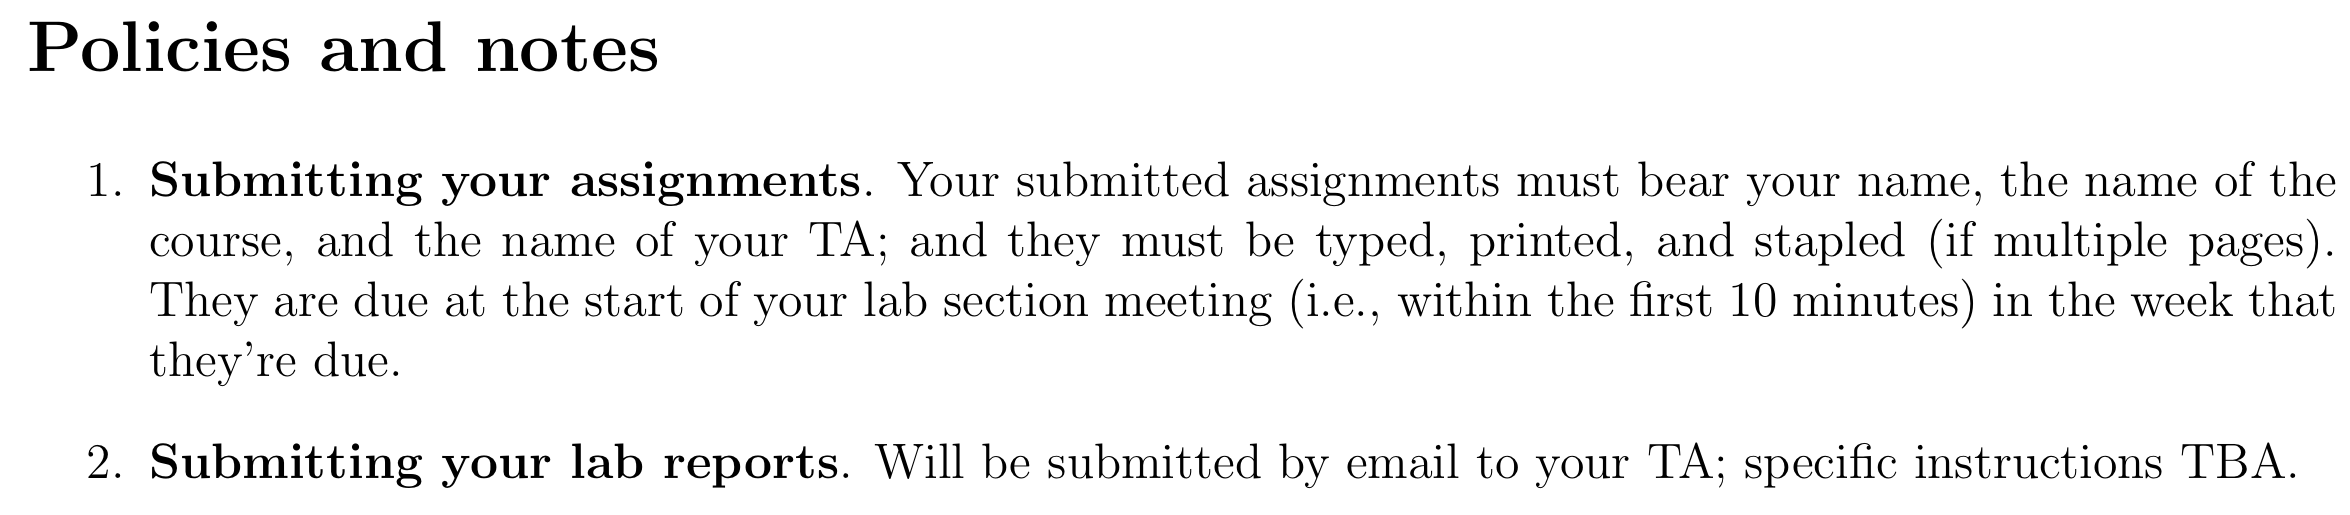 Policies and notes
1. Submitting your assignments. Your submitted assignments must bear your name, the name of the
course, and the name of your TA; and they must be typed, printed, and stapled (if multiple pages).
They are due at the start of your lab section meeting (i.e., within the first 10 minutes) in the week that
they're due.
2. Submitting your lab reports. Will be submitted by email to your TA; specific instructions TBA.